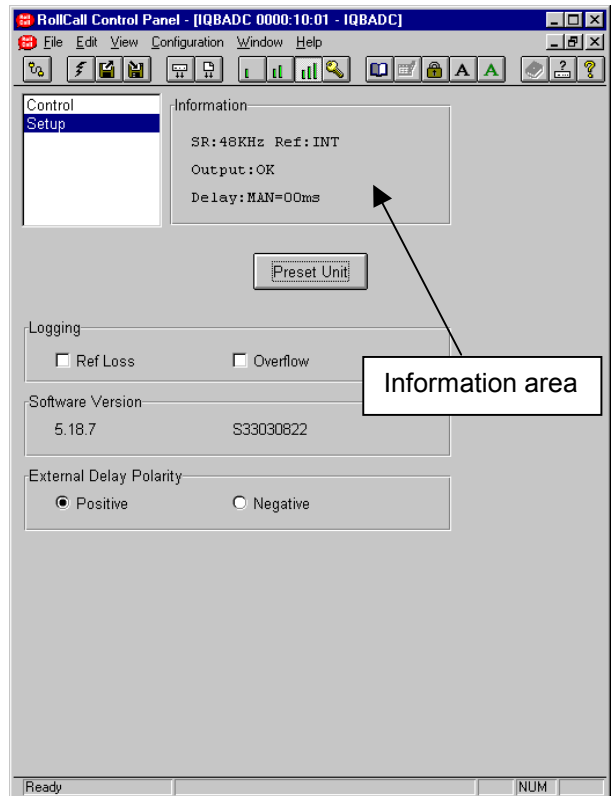 RollCall Control Panel - [IQBADC 0000:10:01 - IQBADC]
File Edit View Configuration Window Help
A A
Control
Setup
Information
SR:48KHz Ref:INT
Output:OK
Delay:MAN=00ms
Preset Unit
Logging
Ref Loss Overflow
Information area
Software Version
5.18.7 S33030822
External Delay Polarity
Positive Negative
Ready NUM